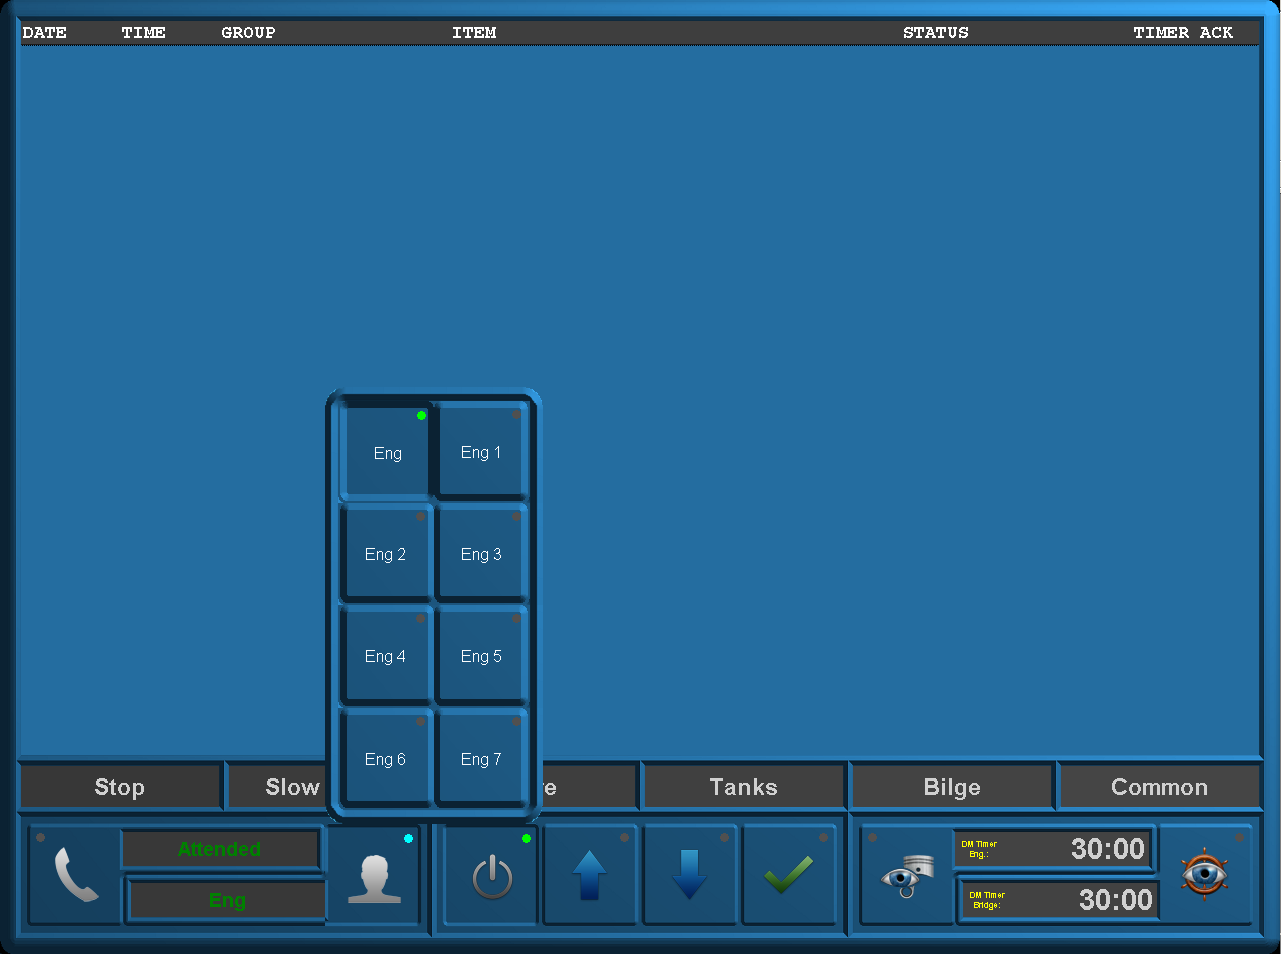 DATE TIME GROUP ITEM STATUS TIMER ACK
Eng Eng 1
Eng 2 Eng 3
Eng 4 Eng 5
Eng 6 Eng 7
Stop Slow Tanks Bilge Common
Attended
Eng
DM Timer
Eng.:
30:00
DM Timer
Bridge:
30:00